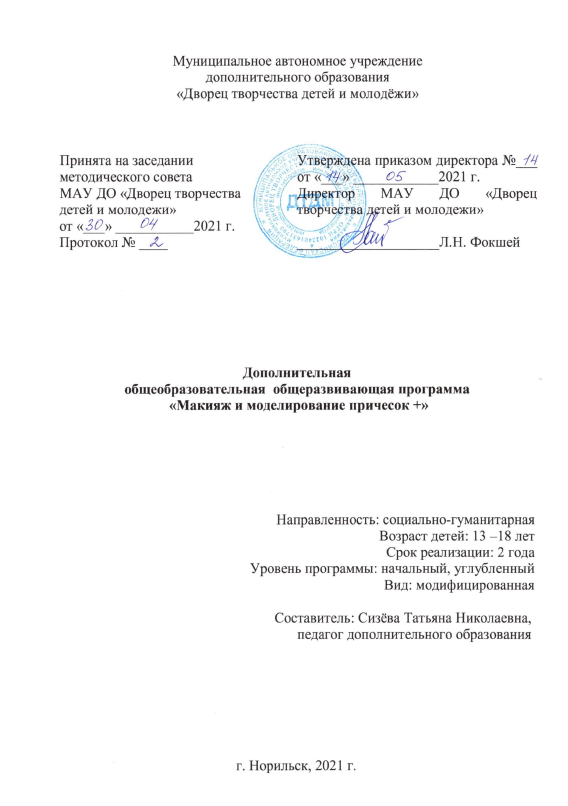 Муниципальное автономное учреждение
дополнительного образования
«Дворец творчества детей и молодёжи»
Принята на заседании
методического совета
МАУ ДО «Дворец творчества
детей и молодежи»
от «30» 04 2021 г.
Протокол № 2
Утверждена приказом директора № 14
от « 14 » 05 2021 г.
Директор МАУ ДО «Дворец
творчества детей и молодежи»
Л.Н. Фокшей
ДТДМ
Дополнительная
общеобразовательная общеразвивающая программа
«Макияж и моделирование причесок +»
Направленность: социально-гуманитарная
Возраст детей: 13 –18 лет
Срок реализации: 2 года
Уровень программы: начальный, углубленный
Вид: модифицированная
Составитель: Сизёва Татьяна Николаевна,
педагог дополнительного образования
г. Норильск, 2021 г.